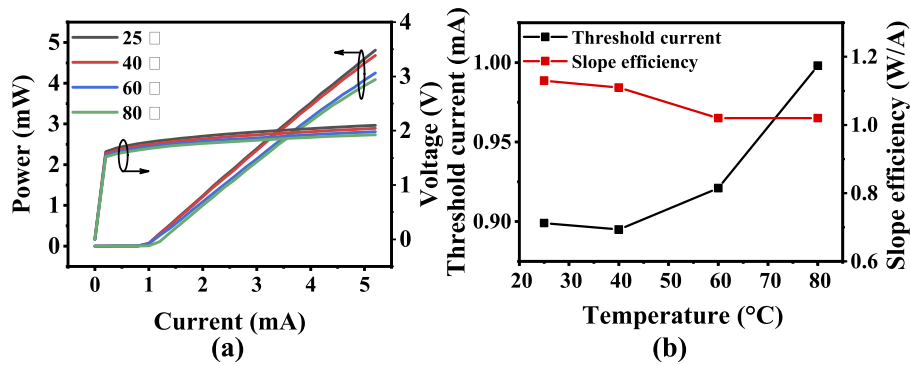 25 □
40 □
60 □
80 □
Power (mW)
5
4
3
2
1
0
Voltage (V)
4
3
2
1
0
0 1 2 3 4 5
Current (mA)
(a)
Threshold current
Slope efficiency
Threshold current (mA)
1.00
0.95
0.90
Slope efficiency (W/A)
1.2
1.0
0.8
0.6
20 30 40 50 60 70 80
Temperature (°C)
(b)